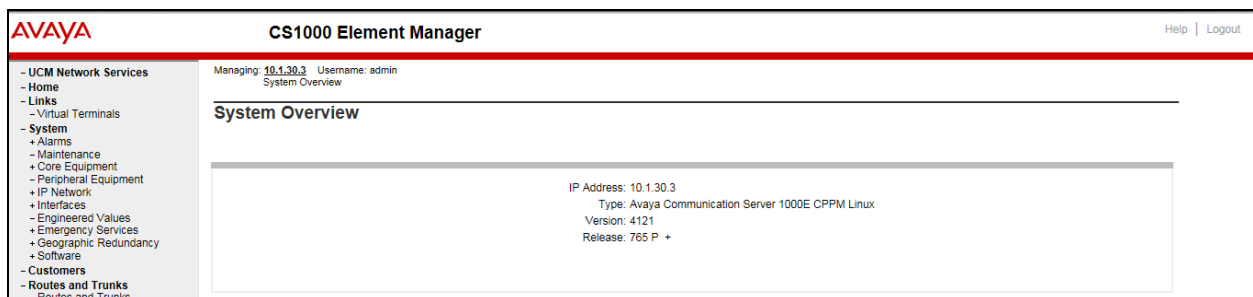 AVAYA
CS1000 Element Manager
Help | Logout
- UCM Network Services
- Home
- Links
- Virtual Terminals
- System
+ Alarms
- Maintenance
+ Core Equipment
- Peripheral Equipment
+ IP Network
+ Interfaces
- Engineered Values
+ Emergency Services
+ Geographic Redundancy
+ Software
- Customers
- Routes and Trunks
- Routes and Trunks
Managing: 10.1.30.3 Username: admin
System Overview
System Overview
IP Address: 10.1.30.3
Type: Avaya Communication Server 1000E CPPM Linux
Version: 4121
Release: 765 P +